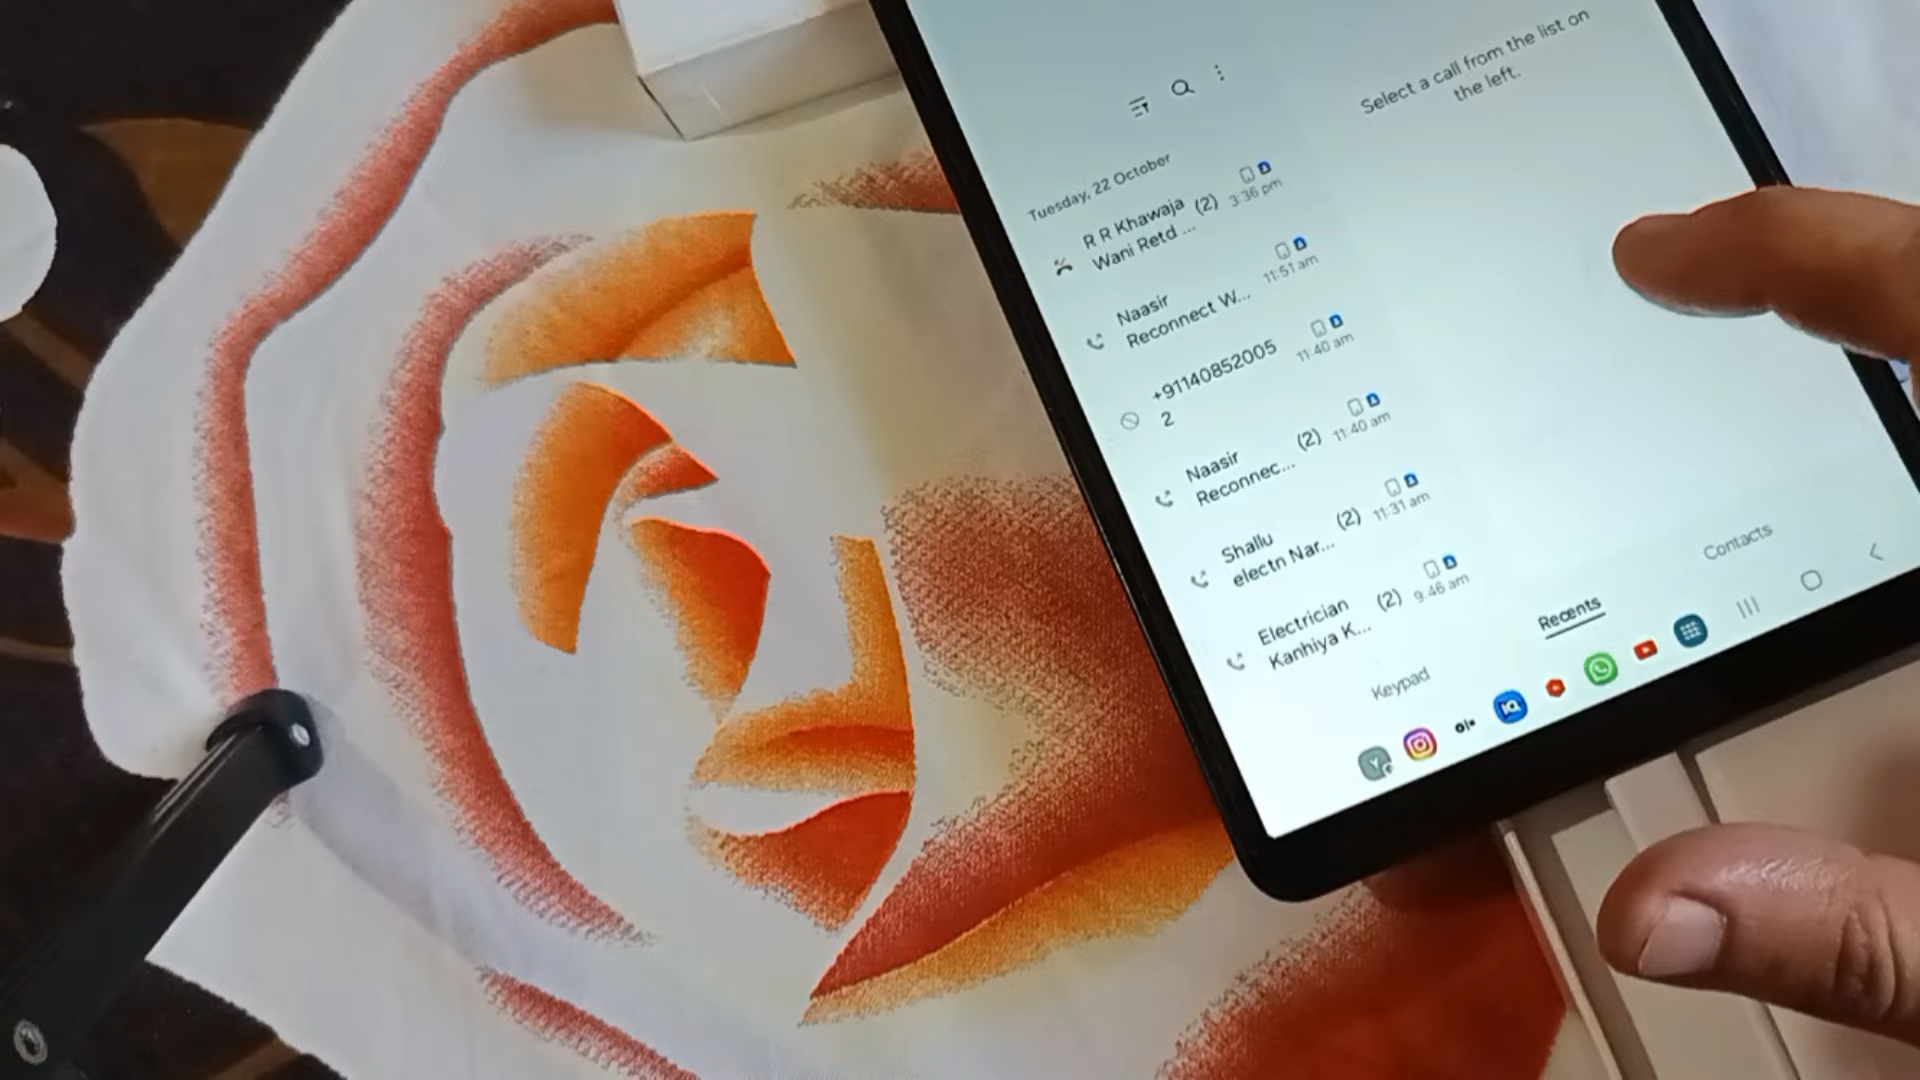 Select a call from the list on
the left.
Tuesday, 22 October
R R Khawaja
Wani Retd ...
(2)
3:36 pm
Naasir
Reconnect W...
11:51 am
+911140852005
2
11:40 am
Naasir
Reconnec...
(2)
11:40 am
Shallu
electn Nar...
(2)
11:31 am
Electrician
Kanhiya K...
(2)
9:46 am
Keypad
Recents
Contacts